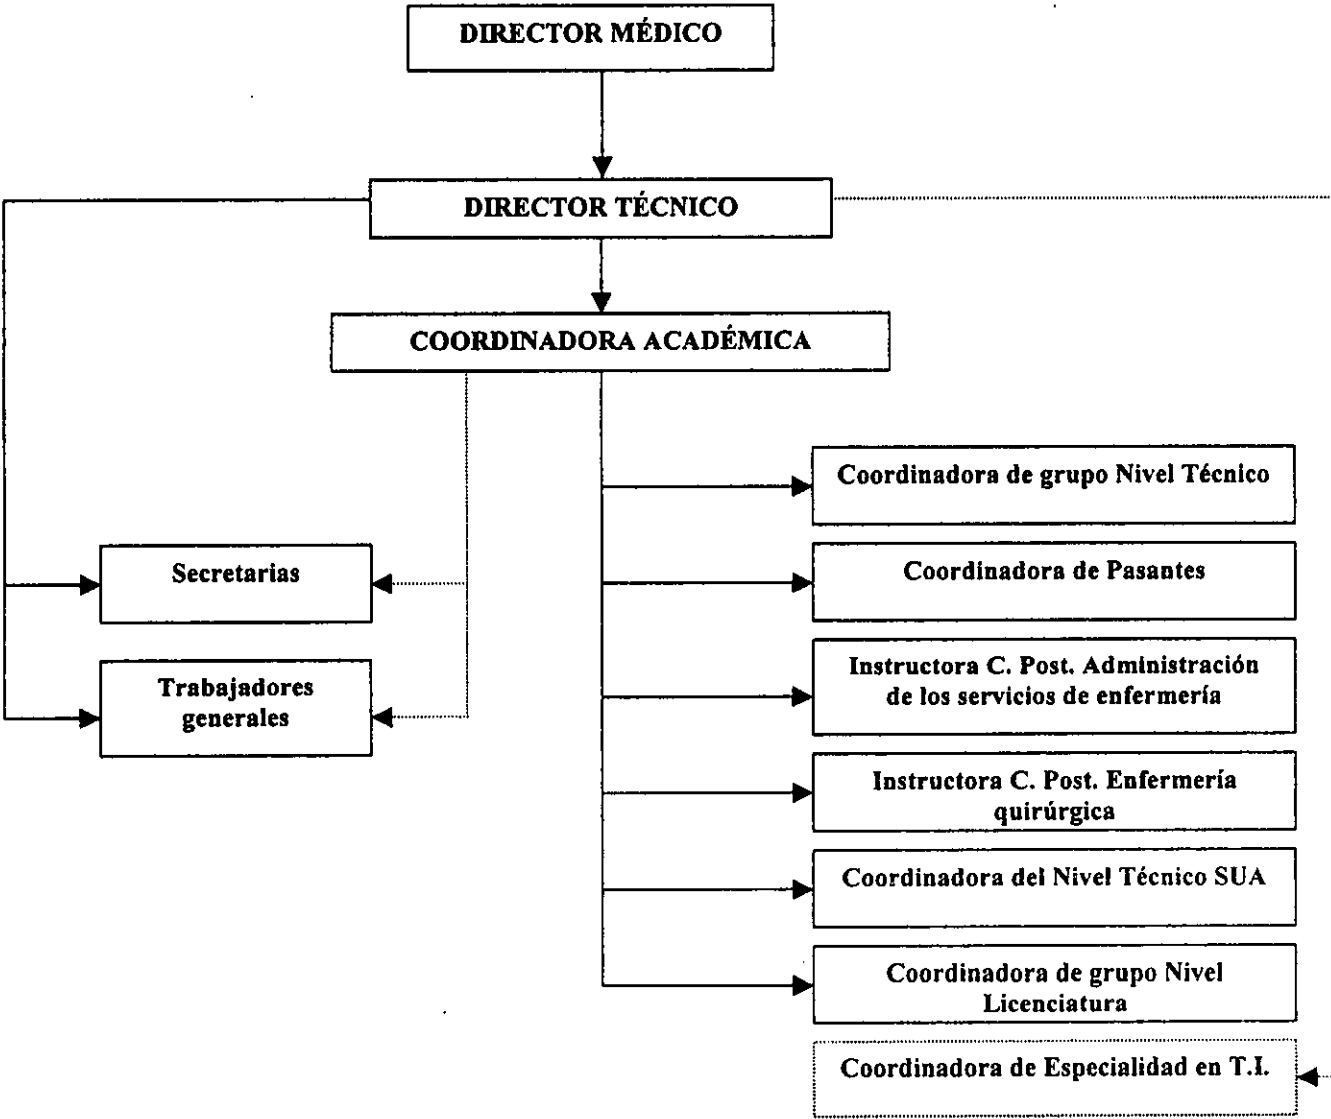 DIRECTOR MÉDICO
DIRECTOR TÉCNICO
COORDINADORA ACADÉMICA
Coordinadora de grupo Nivel Técnico
Secretarias
Coordinadora de Pasantes
Trabajadores
generales
Instructora C. Post. Administración
de los servicios de enfermería
Instructora C. Post. Enfermería
quirúrgica
Coordinadora del Nivel Técnico SUA
Coordinadora de grupo Nivel
Licenciatura
Coordinadora de Especialidad en T.I.